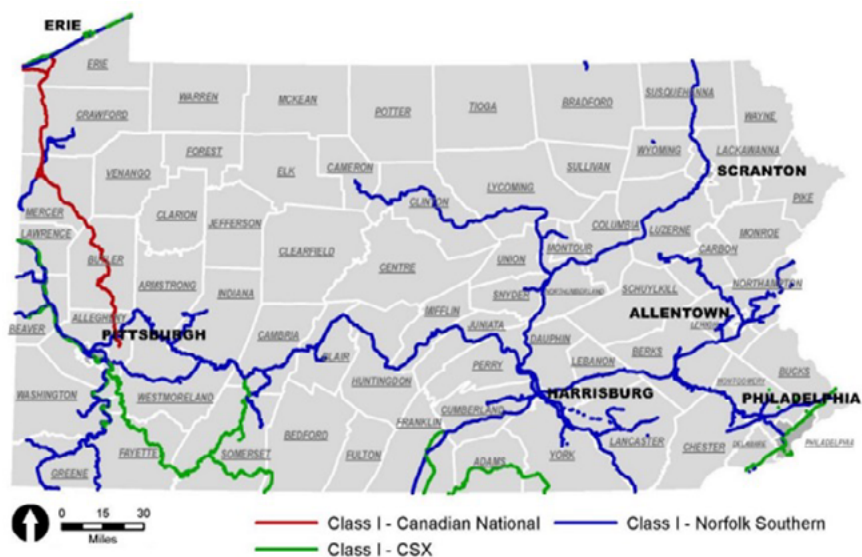 ERIE
ERIE
SUSQUEHANNA
CRAWFORD
WARREN
MCKEAN
POTTER
TIOGA
BRADFORD
WAYNE
FOREST
WYOMING
LACKAWANNA
VENANGO
ELK
CAMERON
SULLIVAN
SCRANTON
LYCOMING
PIKE
MERCER
CLARION
CLINTON
COLUMBIA
LUZERNE
LAWRENCE
JEFFERSON
MONTOUR
MONROE
CLEARFIELD
CARBON
BUTLER
CENTRE
UNION
ARMSTRONG
NORTHUMBERLAND
SCHUYLKILL
NORTHAMPTON
INDIANA
SNYDER
ALLEGHENY
MIFFLIN
ALLENTOWN
BEAVER
PITTSBURGH
CAMBRIA
JUNIATA
LEHIGH
BLAIR
DAUPHIN
PERRY
LEBANON
BERKS
BUCKS
HUNTINGDON
MONTGOMERY
WASHINGTON
WESTMORELAND
HARRISBURG
PHILADELPHIA
CUMBERLAND
FRANKLIN
BEDFORD
LANCASTER
FAYETTE
SOMERSET
FULTON
CHESTER
DELAWARE
PHILADELPHIA
GREENE
ADAMS
YORK
0 15 30
Miles
Class I - Canadian National
Class I - Norfolk Southern
Class I - CSX